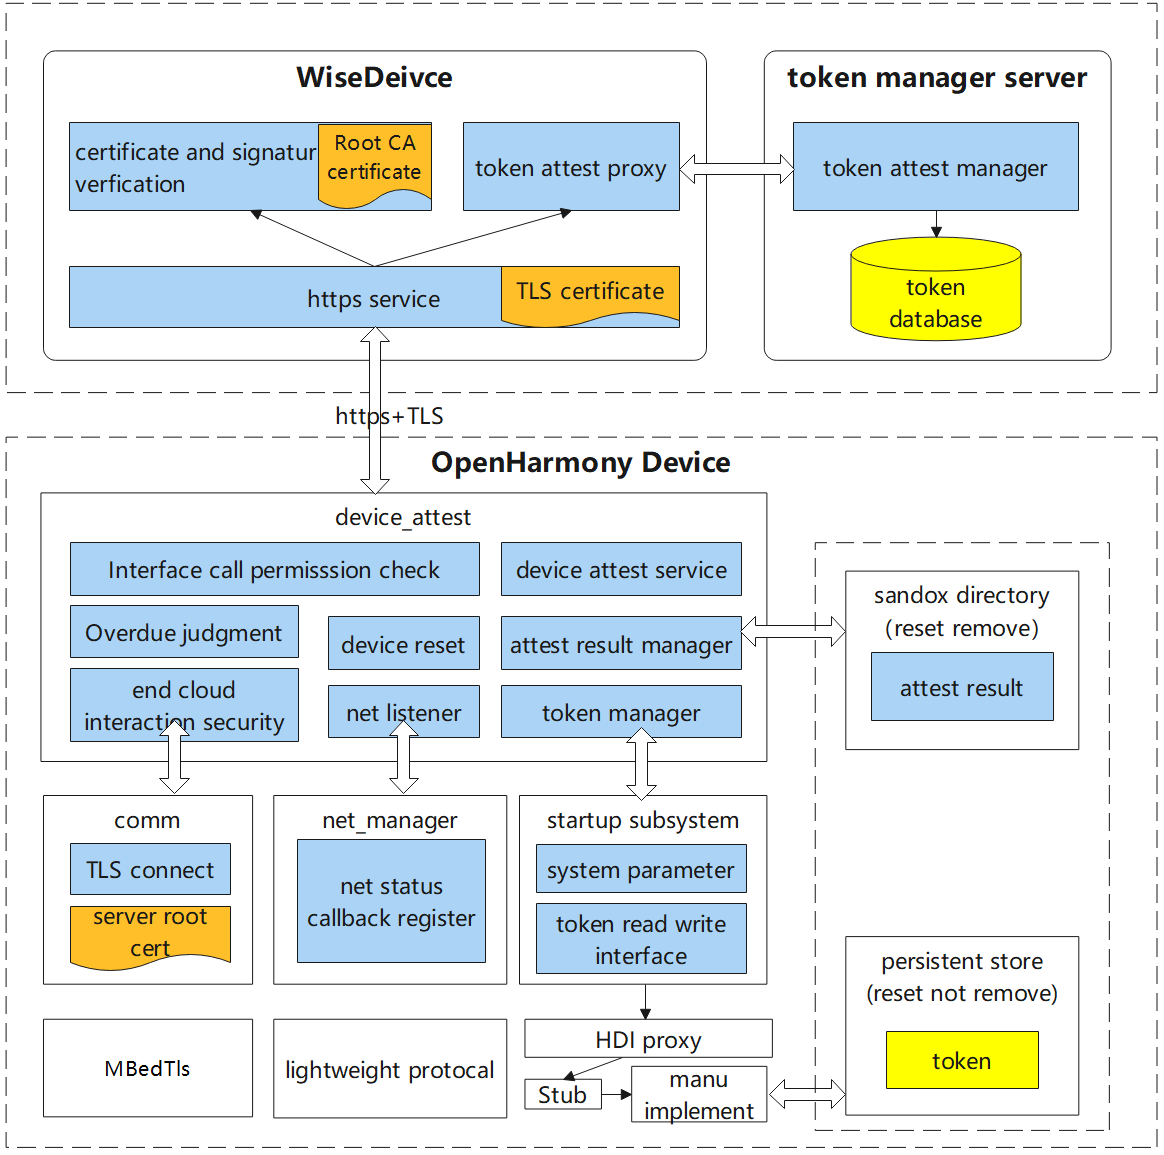 WiseDeivce
token manager server
certificate and signatur
verfication
Root CA
certificate
token attest proxy
token attest manager
https service
TLS certificate
token
database
https+TLS
OpenHarmony Device
device_attest
Interface call permisssion check
device attest service
Overdue judgment
device reset
attest result manager
end cloud
interaction security
net listener
token manager
sandox directory
(reset remove)
attest result
comm
TLS connect
server root
cert
net_manager
net status
callback register
startup subsystem
system parameter
token read write
interface
persistent store
(reset not remove)
token
MBedTls
lightweight protocal
HDI proxy
Stub
manu
implement